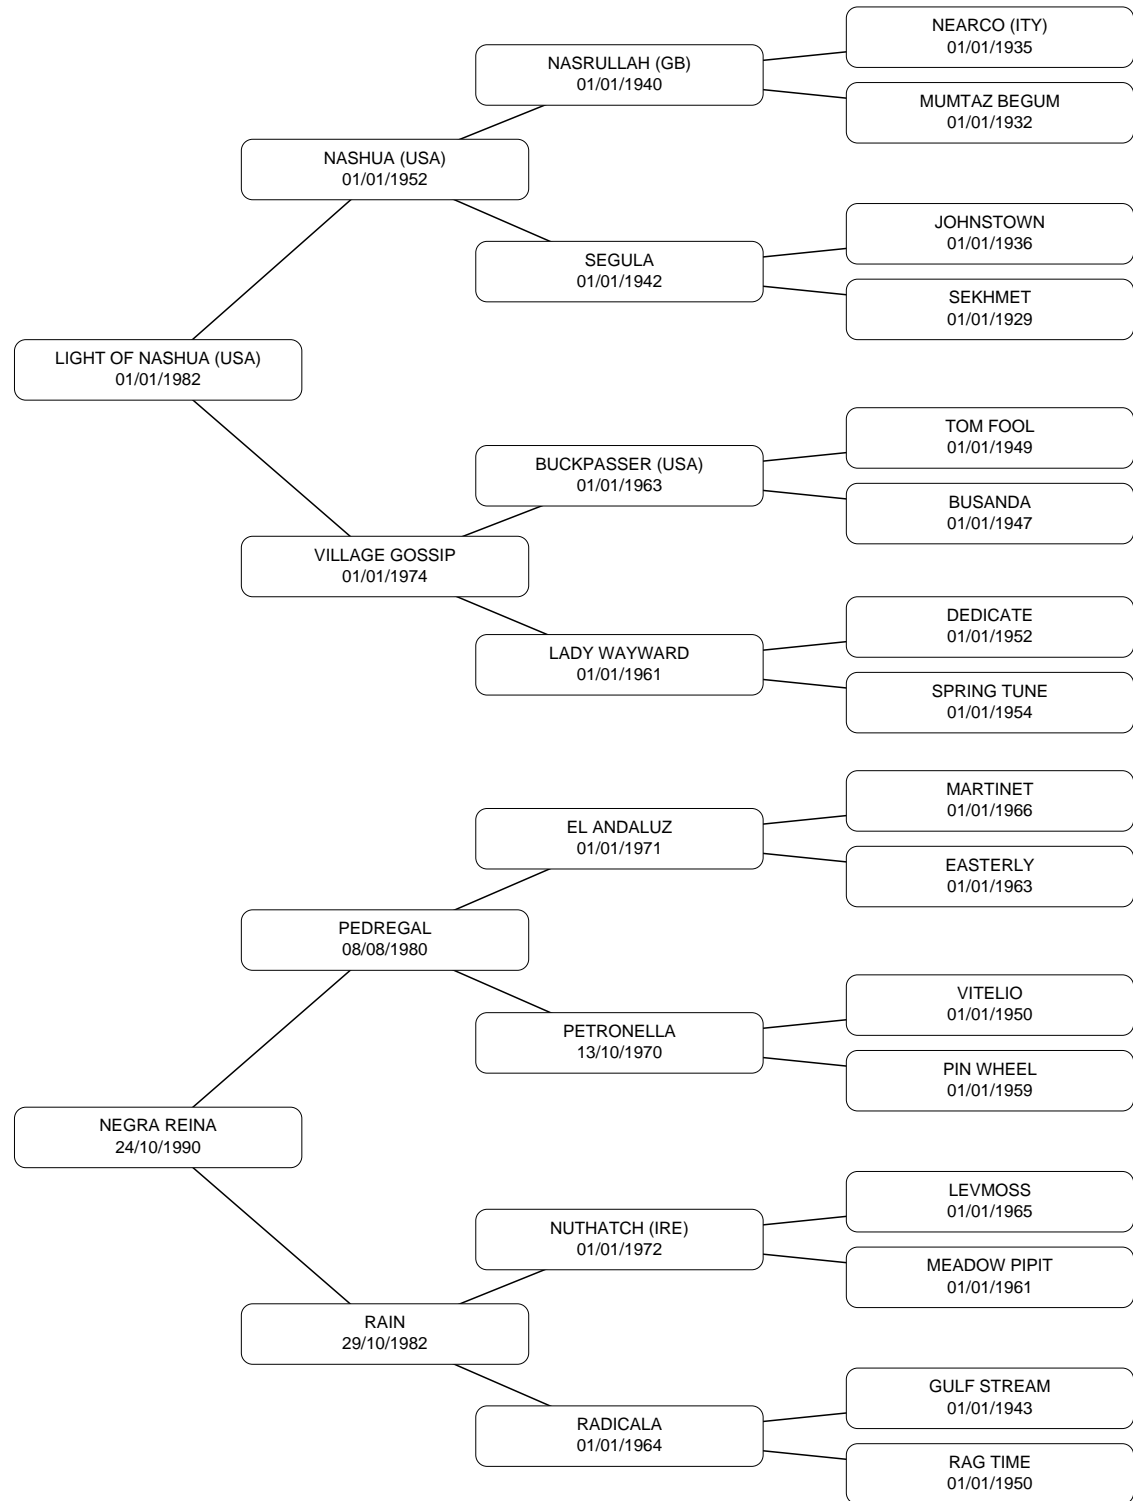 NEARCO (ITY)
01/01/1935
NASRULLAH (GB)
01/01/1940
MUMTAZ BEGUM
01/01/1932
NASHUA (USA)
01/01/1952
JOHNSTOWN
01/01/1936
SEGULA
01/01/1942
SEKHMET
01/01/1929
LIGHT OF NASHUA (USA)
01/01/1982
TOM FOOL
01/01/1949
BUCKPASSER (USA)
01/01/1963
BUSANDA
01/01/1947
VILLAGE GOSSIP
01/01/1974
DEDICATE
01/01/1952
LADY WAYWARD
01/01/1961
SPRING TUNE
01/01/1954
MARTINET
01/01/1966
EL ANDALUZ
01/01/1971
EASTERLY
01/01/1963
PEDREGAL
08/08/1980
VITELIO
01/01/1950
PETRONELLA
13/10/1970
PIN WHEEL
01/01/1959
NEGRA REINA
24/10/1990
LEVMOSS
01/01/1965
NUTHATCH (IRE)
01/01/1972
MEADOW PIPIT
01/01/1961
RAIN
29/10/1982
GULF STREAM
01/01/1943
RADICALA
01/01/1964
RAG TIME
01/01/1950